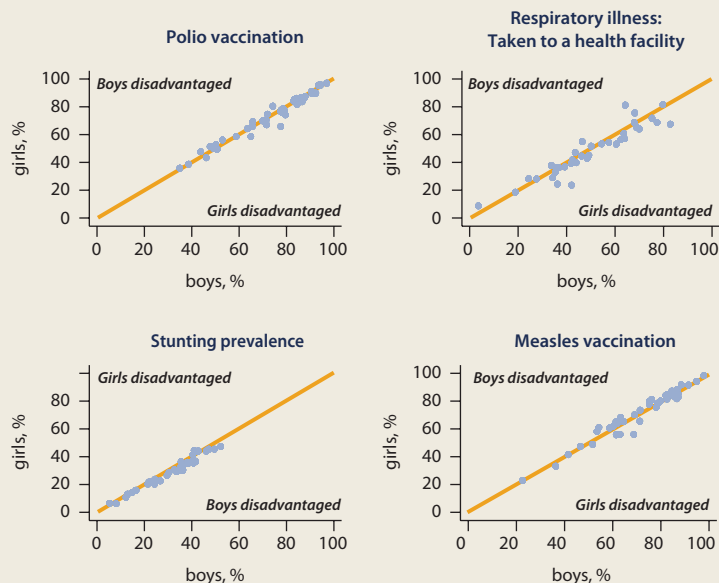 Polio vaccination
girls, %
100
80
60
40
20
0
Boys disadvantaged
Girls disadvantaged
0 20 40 60 80 100
boys, %
Respiratory illness:
Taken to a health facility
girls, %
100
80
60
40
20
0
Boys disadvantaged
Girls disadvantaged
0 20 40 60 80 100
boys, %
Stunting prevalence
girls, %
100
80
60
40
20
0
Girls disadvantaged
Boys disadvantaged
0 20 40 60 80 100
boys, %
Measles vaccination
girls, %
100
80
60
40
20
0
Boys disadvantaged
Girls disadvantaged
0 20 40 60 80 100
boys, %